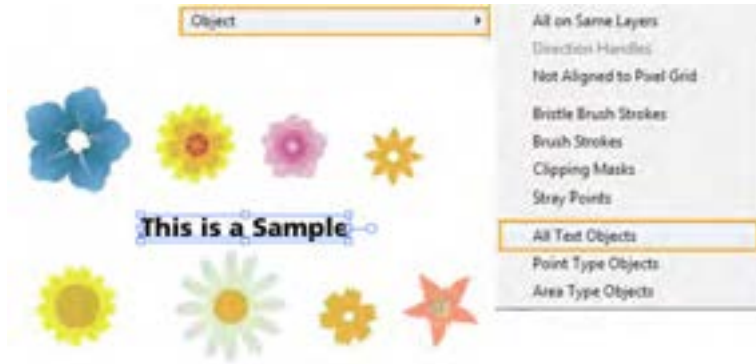 Object
All on Same Layers
Direction Handles
Not Aligned to Pixel Grid
Bristle Brush Strokes
Brush Strokes
Clipping Masks
Stray Points
This is a Sample
All Text Objects
Point Type Objects
Area Type Objects